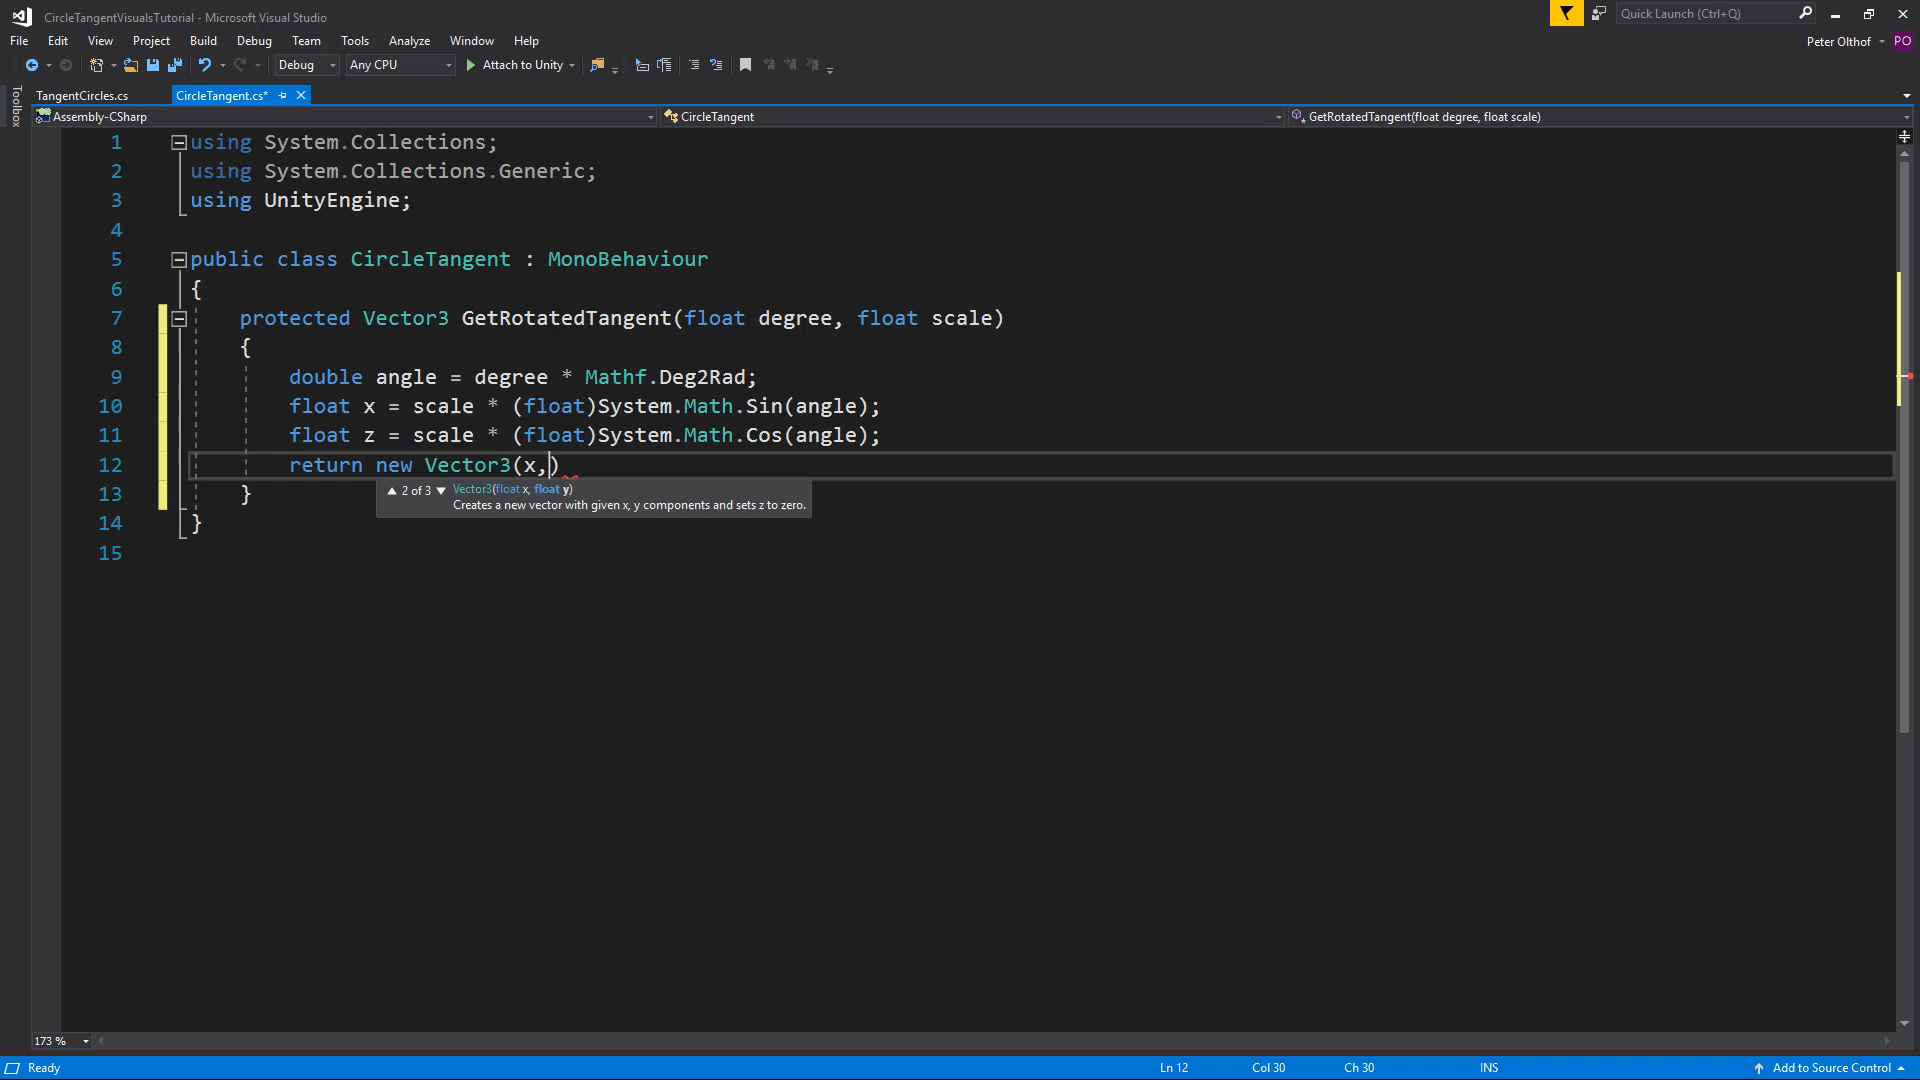 CircleTangentVisualsTutorial - Microsoft Visual Studio
Quick Launch (Ctrl+Q)
File Edit View Project Build Debug Team Tools Analyze Window Help
Peter Olthof PO
Debug Any CPU Attach to Unity
Toolbox
TangentCircles.cs CircleTangent.cs*
Assembly-CSharp CircleTangent GetRotatedTangent(float degree, float scale)
1 using System.Collections;
2 using System.Collections.Generic;
3 using UnityEngine;
4
5 public class CircleTangent : MonoBehaviour
6 {
7 protected Vector3 GetRotatedTangent(float degree, float scale)
8 {
9 double angle = degree * Mathf.Deg2Rad;
10 float x = scale * (float)System.Math.Sin(angle);
11 float z = scale * (float)System.Math.Cos(angle);
12 return new Vector3(x,)
▲ 2 of 3 ▼ Vector3(float x, float y)
Creates a new vector with given x, y components and sets z to zero.
13 }
14 }
15
173 %
Ready Ln 12 Col 30 Ch 30 INS Add to Source Control